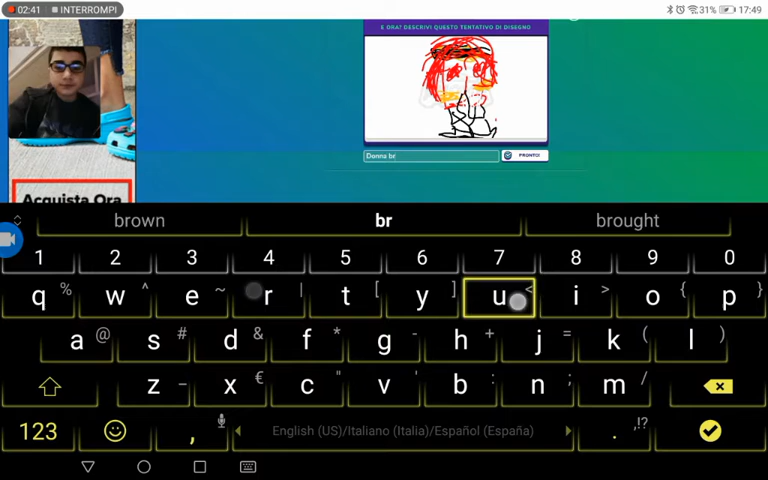 02:41 INTERROMPI 31% 17:49
E ORA? DESCRIVI QUESTO TENTATIVO DI DISEGNO
Donna br PRONTO!
Acquista Ora
brown br brought
1 2 3 4 5 6 7 8 9 0
q % w ^ e ~ r | t [ y ] u < i > o { p }
a @ s # d & f * g - h + j = k ( l )
z _ x € c " v ' b : n ; m /
123 , English (US)/Italiano (Italia)/Español (España) . ,!?